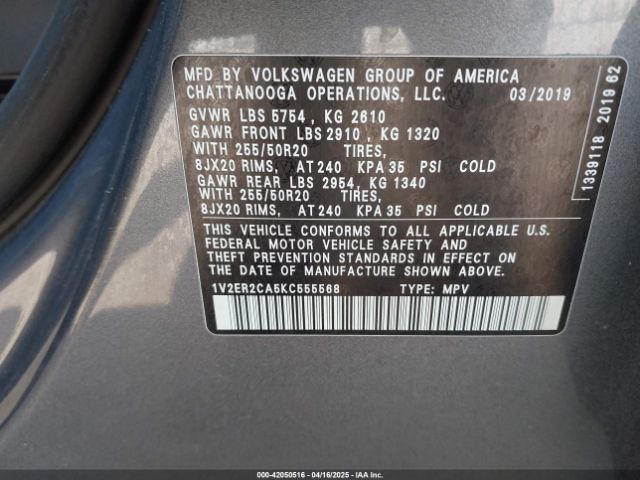 MFD BY VOLKSWAGEN GROUP OF AMERICA
CHATTANOOGA OPERATIONS, LLC. 03/2019
GVWR LBS 5754 , KG 2610
GAWR FRONT LBS 2910 , KG 1320
WITH 255/50R20 TIRES,
8JX20 RIMS, AT 240 KPA 35 PSI COLD
GAWR REAR LBS 2954, KG 1340
WITH 255/50R20 TIRES,
8JX20 RIMS, AT 240 KPA 35 PSI COLD
THIS VEHICLE CONFORMS TO ALL APPLICABLE U.S.
FEDERAL MOTOR VEHICLE SAFETY AND
THEFT PREVENTION STANDARDS IN EFFECT ON
THE DATE OF MANUFACTURE SHOWN ABOVE.
1V2ER2CA5KC555568 TYPE: MPV
1339118 2019 62
000-42050516 - 04/16/2025 - IAAI.COM